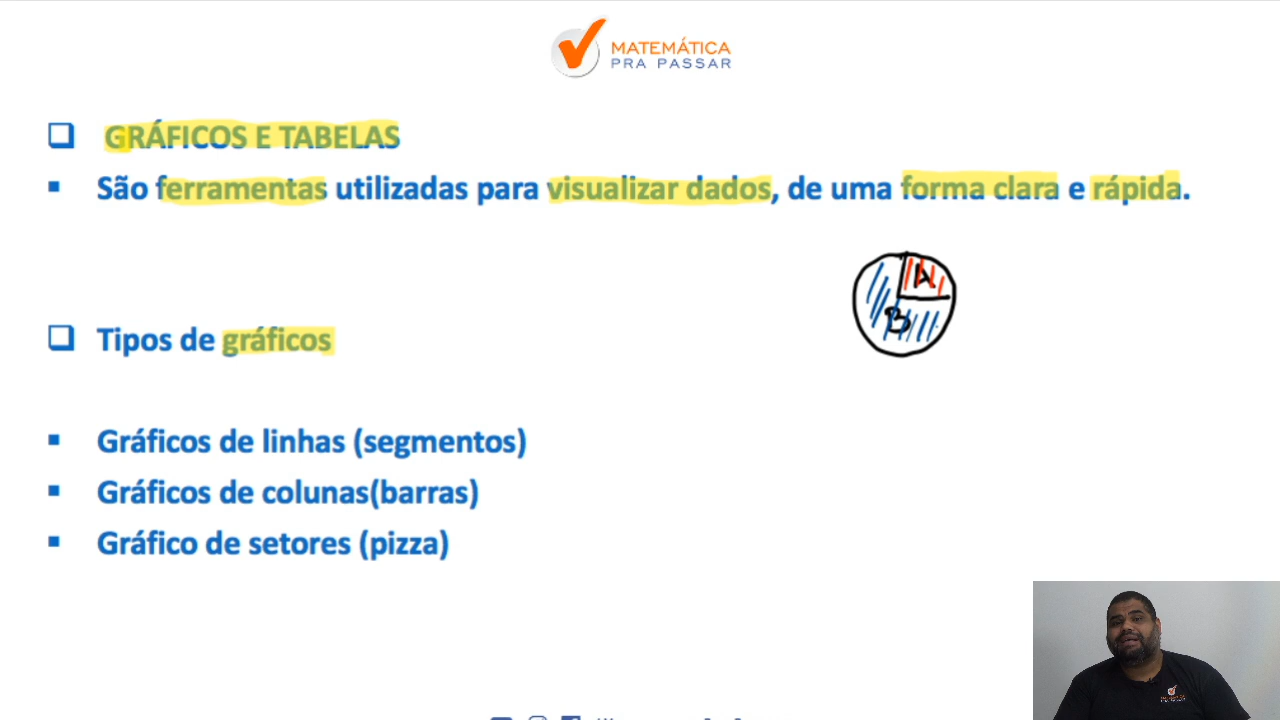 MATEMÁTICA
PRA PASSAR
GRÁFICOS E TABELAS
São ferramentas utilizadas para visualizar dados, de uma forma clara e rápida.
A
B
Tipos de gráficos
Gráficos de linhas (segmentos)
Gráficos de colunas(barras)
Gráfico de setores (pizza)